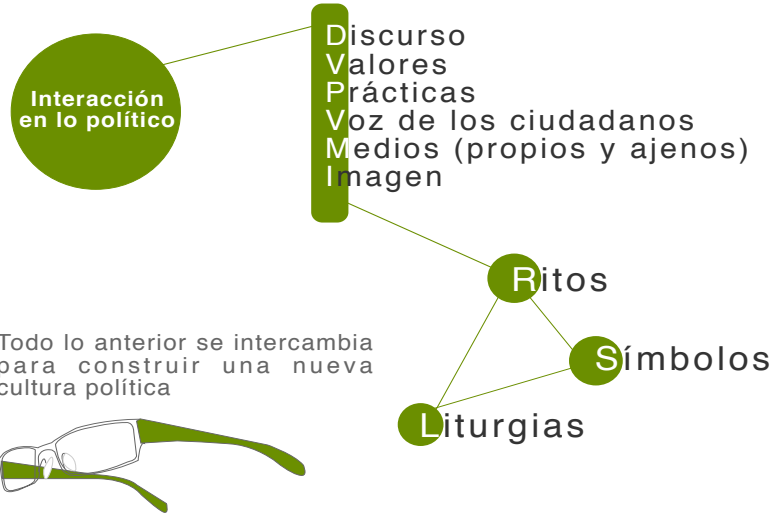 Interacción
en lo político
Discurso
Valores
Prácticas
Voz de los ciudadanos
Medios (propios y ajenos)
Imagen
Ritos
Símbolos
Liturgias
Todo lo anterior se intercambia
para construir una nueva
cultura política